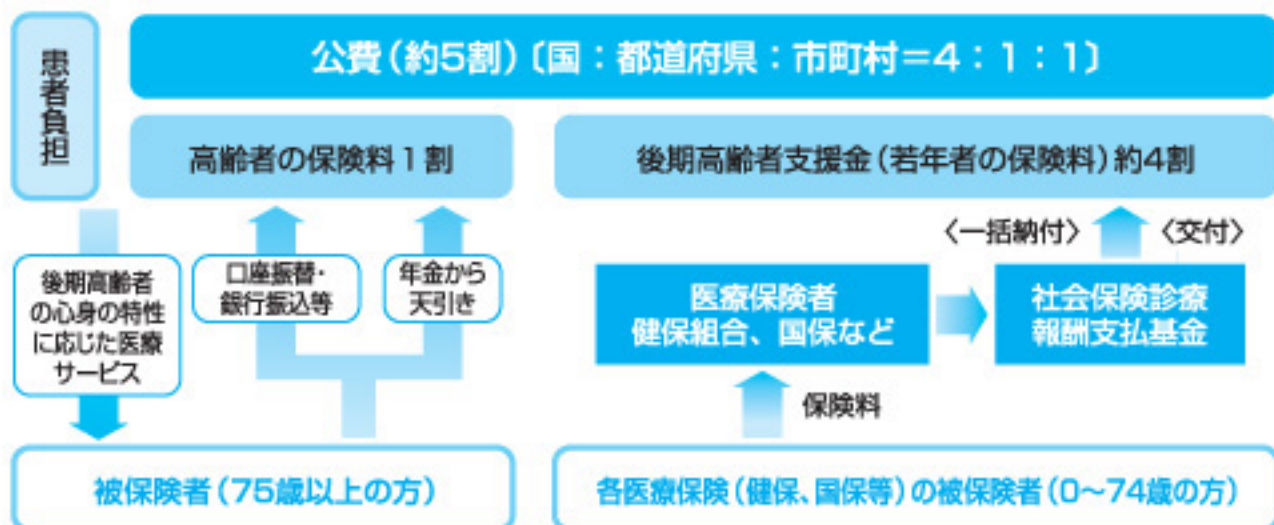 患者負担
公費（約5割）〔国：都道府県：市町村＝4：1：1〕
高齢者の保険料1割
後期高齢者支援金（若年者の保険料）約4割
〈一括納付〉
〈交付〉
後期高齢者
の心身の特性
に応じた医療
サービス
口座振替・
銀行振込等
年金から
天引き
医療保険者
健保組合、国保など
社会保険診療
報酬支払基金
保険料
被保険者（75歳以上の方）
各医療保険（健保、国保等）の被保険者（0～74歳の方）